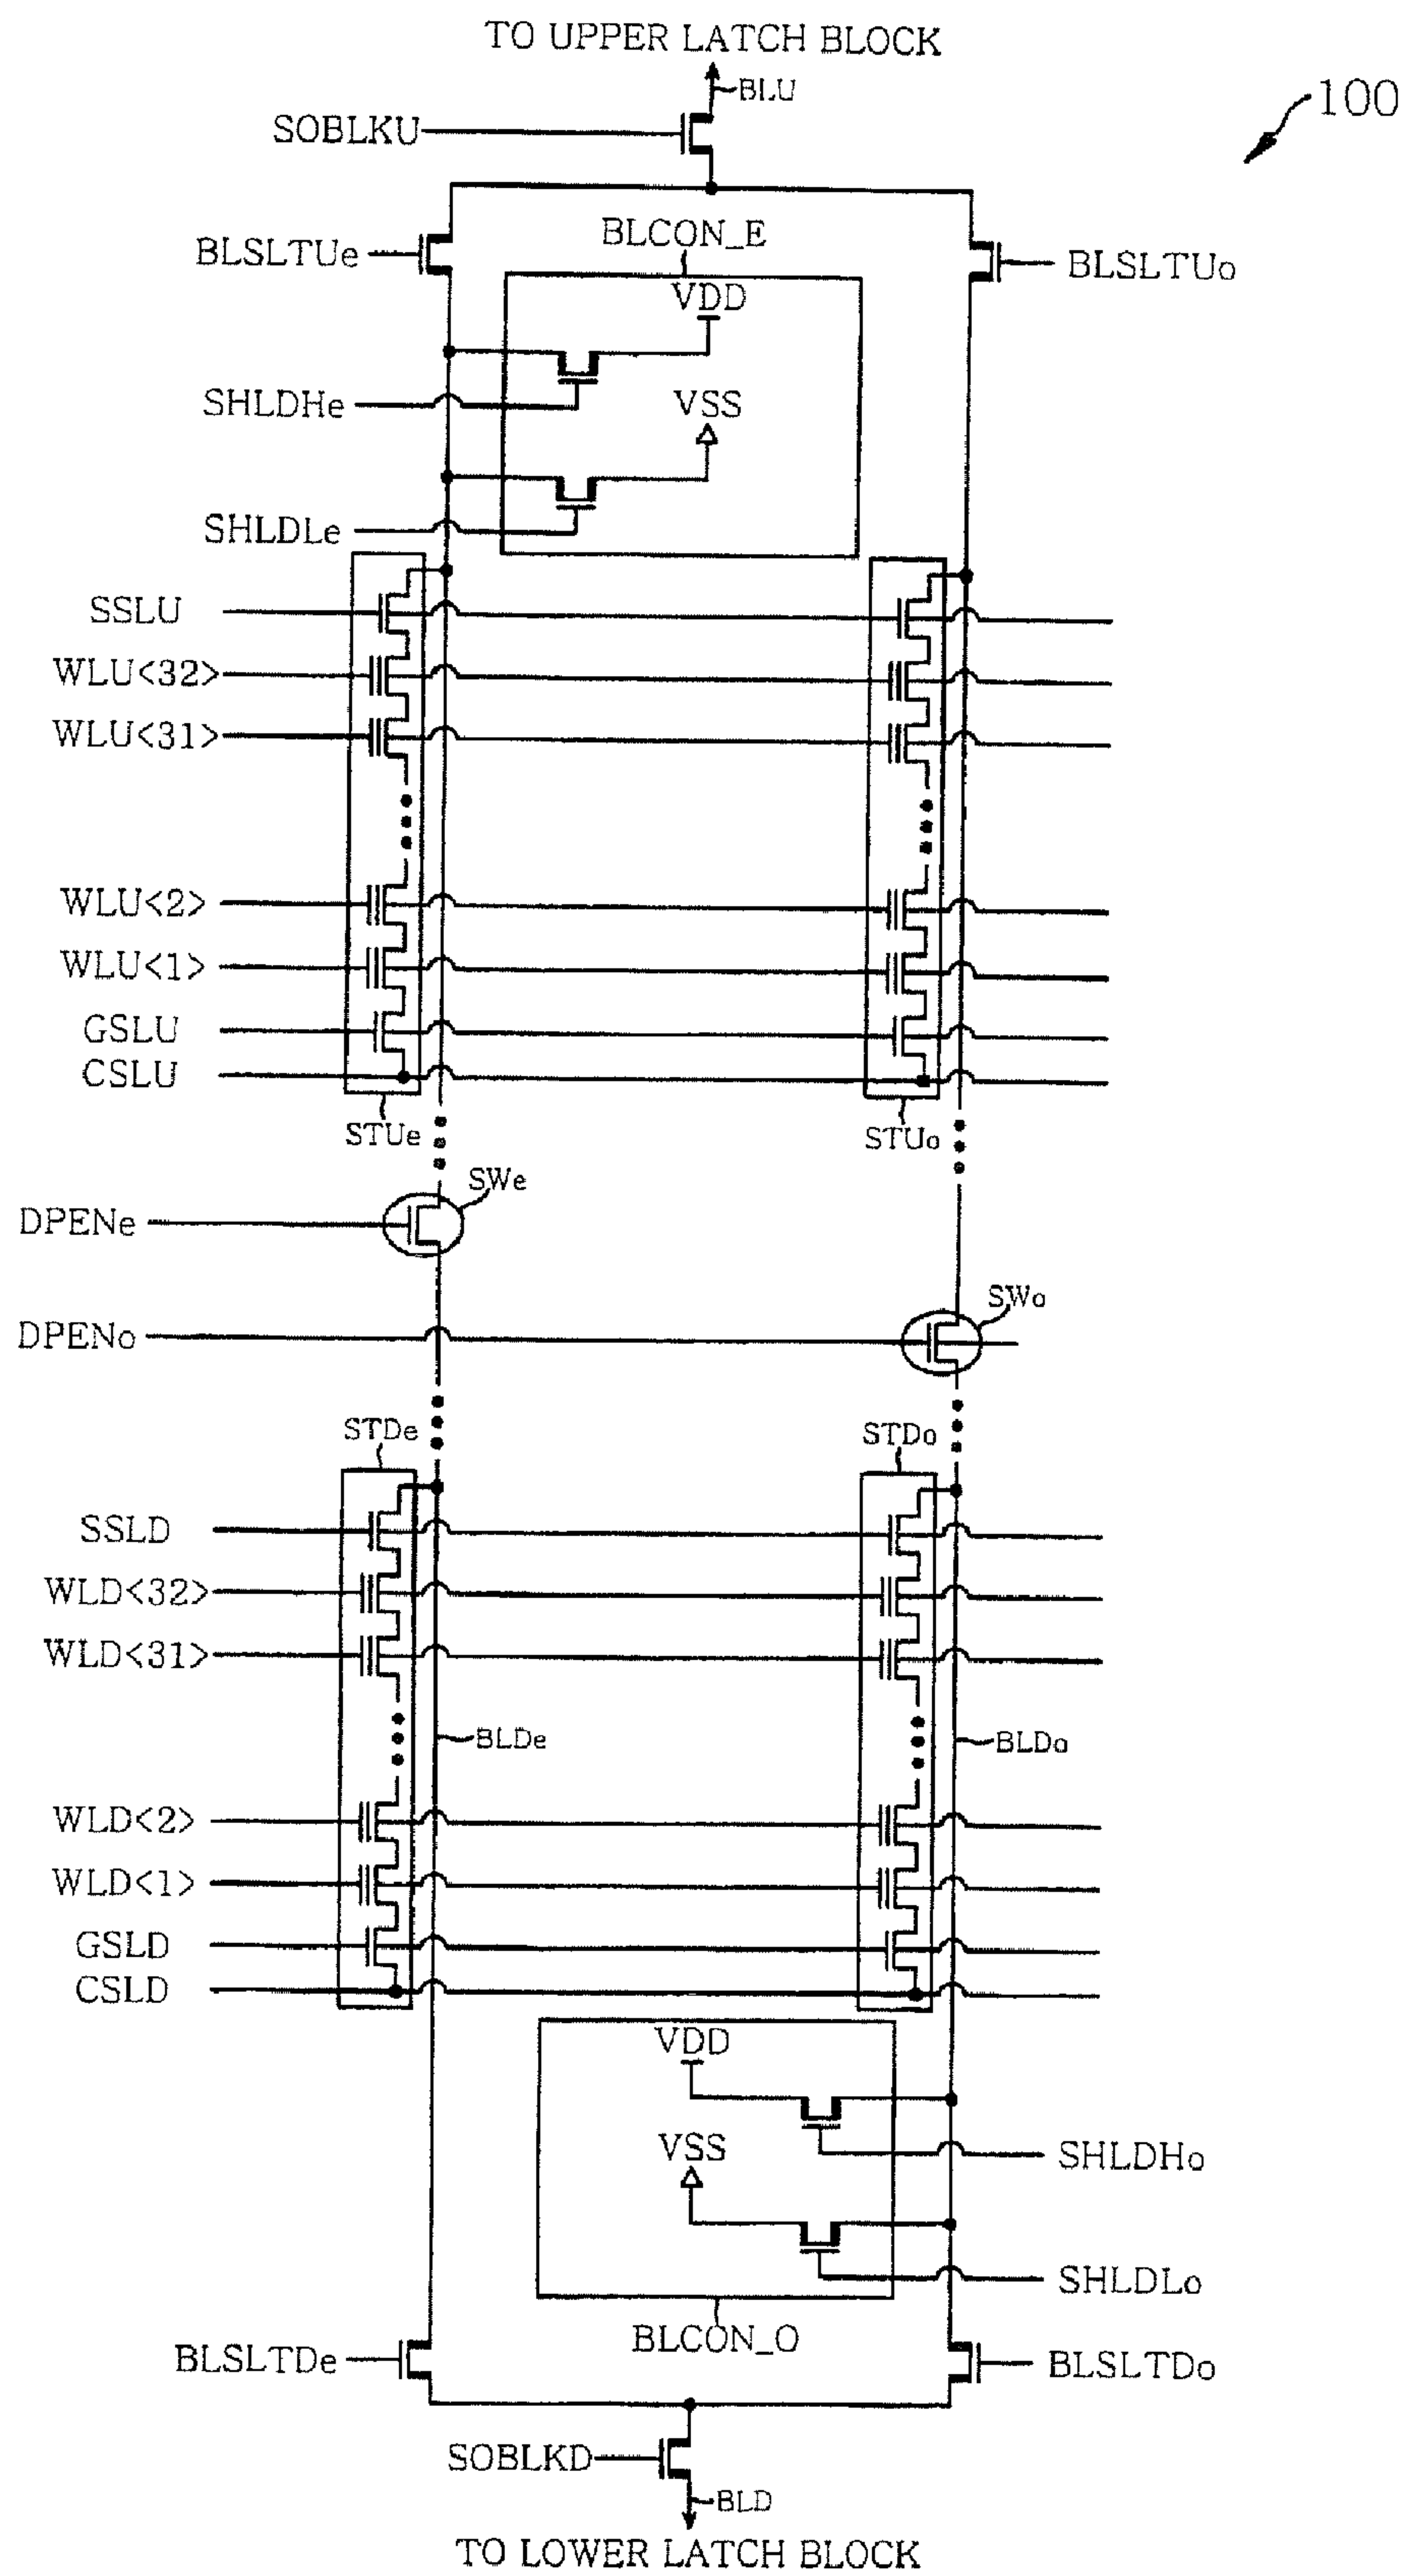 TO UPPER LATCH BLOCK
BLU
100
SOBLKU
BLSLTUe
BLCON_E
BLSLTUo
VDD
SHLDHe
VSS
SHLDLe
SSLU
WLU<32>
WLU<31>
WLU<2>
WLU<1>
GSLU
CSLU
STUe
STUo
SWe
DPENe
SWo
DPENo
STDe
STDo
SSLD
WLD<32>
WLD<31>
BLDe
BLDo
WLD<2>
WLD<1>
GSLD
CSLD
VDD
VSS
SHLDHo
SHLDLo
BLCON_O
BLSLTDe
BLSLTDo
SOBLKD
BLD
TO LOWER LATCH BLOCK